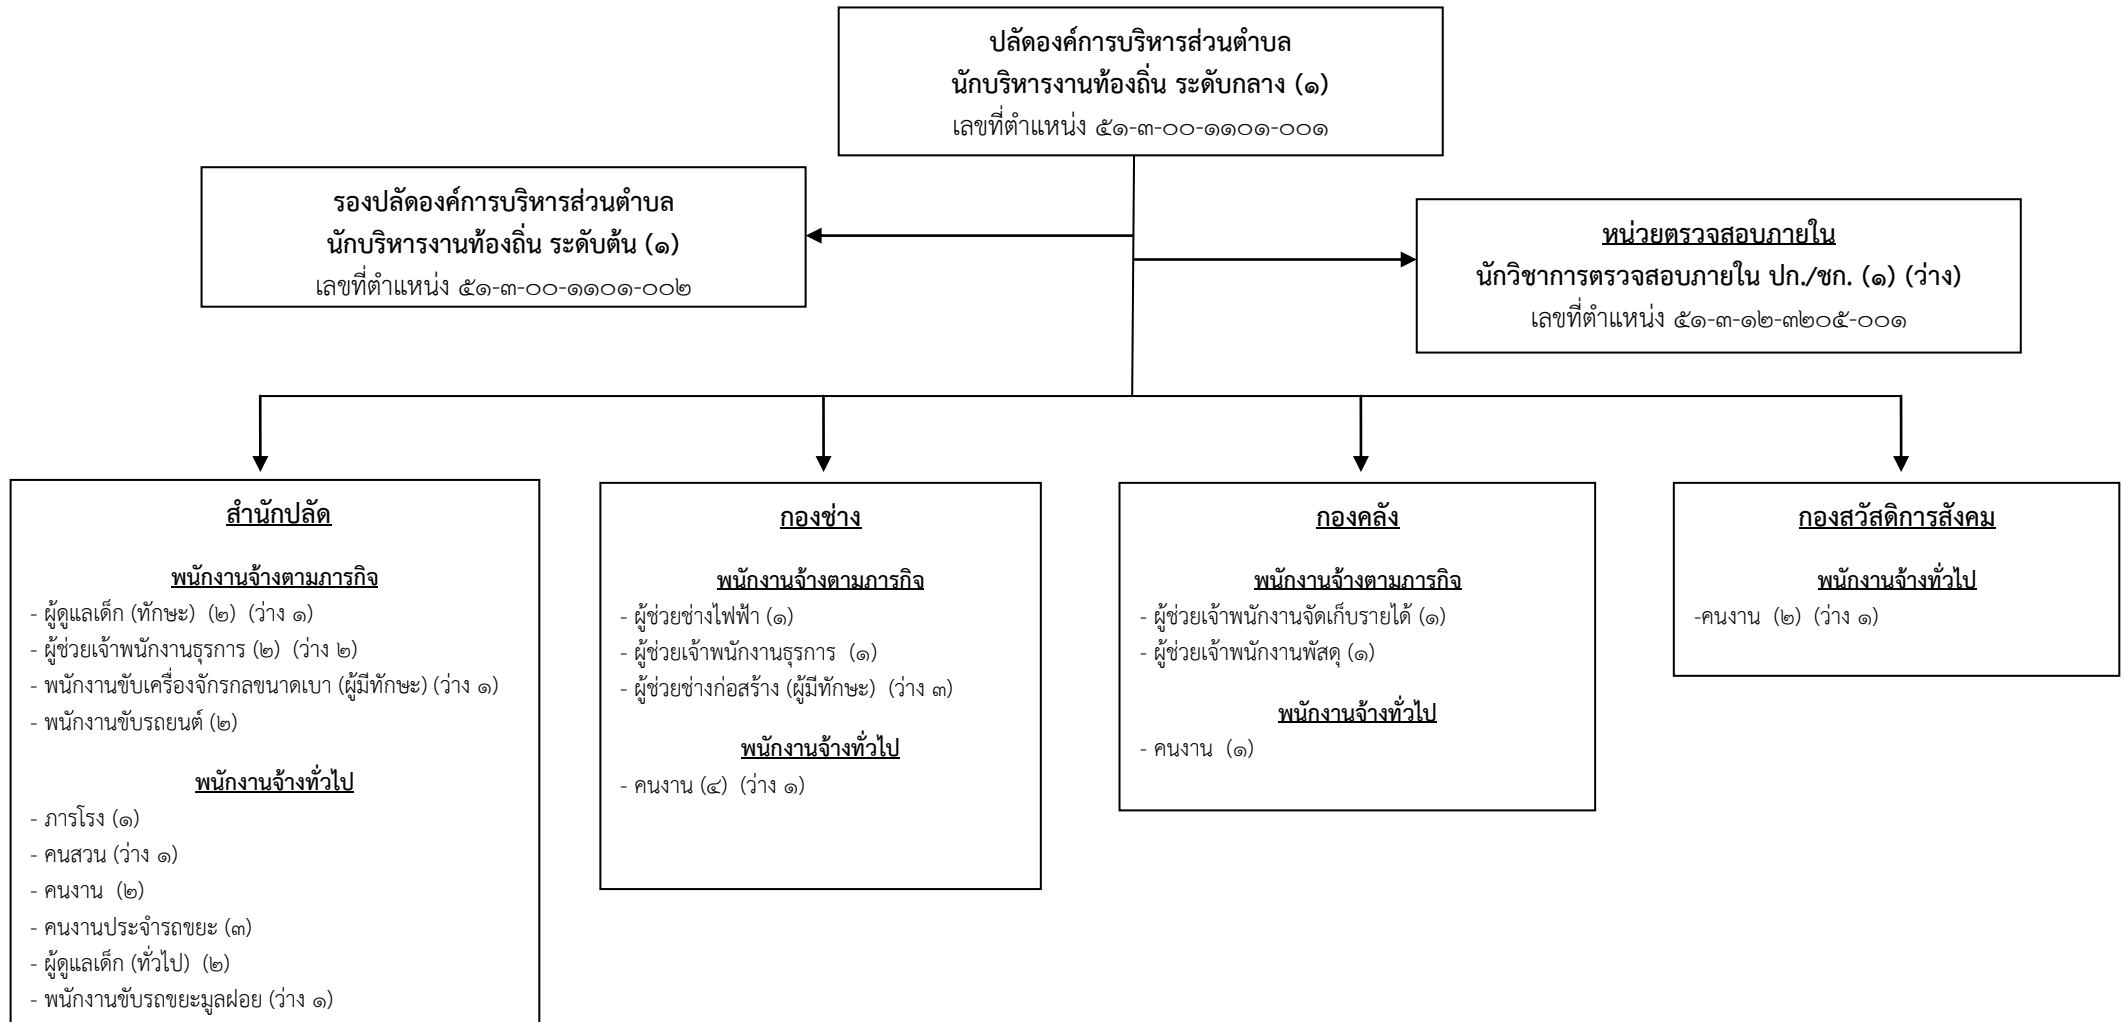 ปลัดองค์การบริหารส่วนตำบล
นักบริหารงานท้องถิ่น ระดับกลาง (๑)
เลขที่ตำแหน่ง ๕๑-๓-๐๐-๑๑๐๑-๐๐๑
รองปลัดองค์การบริหารส่วนตำบล
นักบริหารงานท้องถิ่น ระดับต้น (๑)
เลขที่ตำแหน่ง ๕๑-๓-๐๐-๑๑๐๑-๐๐๒
หน่วยตรวจสอบภายใน
นักวิชาการตรวจสอบภายใน ปก./ชก. (๑) (ว่าง)
เลขที่ตำแหน่ง ๕๑-๓-๑๒-๓๒๐๕-๐๐๑
สำนักปลัด
พนักงานจ้างตามภารกิจ
- ผู้ดูแลเด็ก (ทักษะ) (๒) (ว่าง ๑)
- ผู้ช่วยเจ้าพนักงานธุรการ (๒) (ว่าง ๒)
- พนักงานขับเครื่องจักรกลขนาดเบา (ผู้มีทักษะ) (ว่าง ๑)
- พนักงานขับรถยนต์ (๒)
พนักงานจ้างทั่วไป
- ภารโรง (๑)
- คนสวน (ว่าง ๑)
- คนงาน (๒)
- คนงานประจำรถขยะ (๓)
- ผู้ดูแลเด็ก (ทั่วไป) (๒)
- พนักงานขับรถขยะมูลฝอย (ว่าง ๑)
กองช่าง
พนักงานจ้างตามภารกิจ
- ผู้ช่วยช่างไฟฟ้า (๑)
- ผู้ช่วยเจ้าพนักงานธุรการ (๑)
- ผู้ช่วยช่างก่อสร้าง (ผู้มีทักษะ) (ว่าง ๓)
พนักงานจ้างทั่วไป
- คนงาน (๔) (ว่าง ๑)
กองคลัง
พนักงานจ้างตามภารกิจ
- ผู้ช่วยเจ้าพนักงานจัดเก็บรายได้ (๑)
- ผู้ช่วยเจ้าพนักงานพัสดุ (๑)
พนักงานจ้างทั่วไป
- คนงาน (๑)
กองสวัสดิการสังคม
พนักงานจ้างทั่วไป
-คนงาน (๒) (ว่าง ๑)